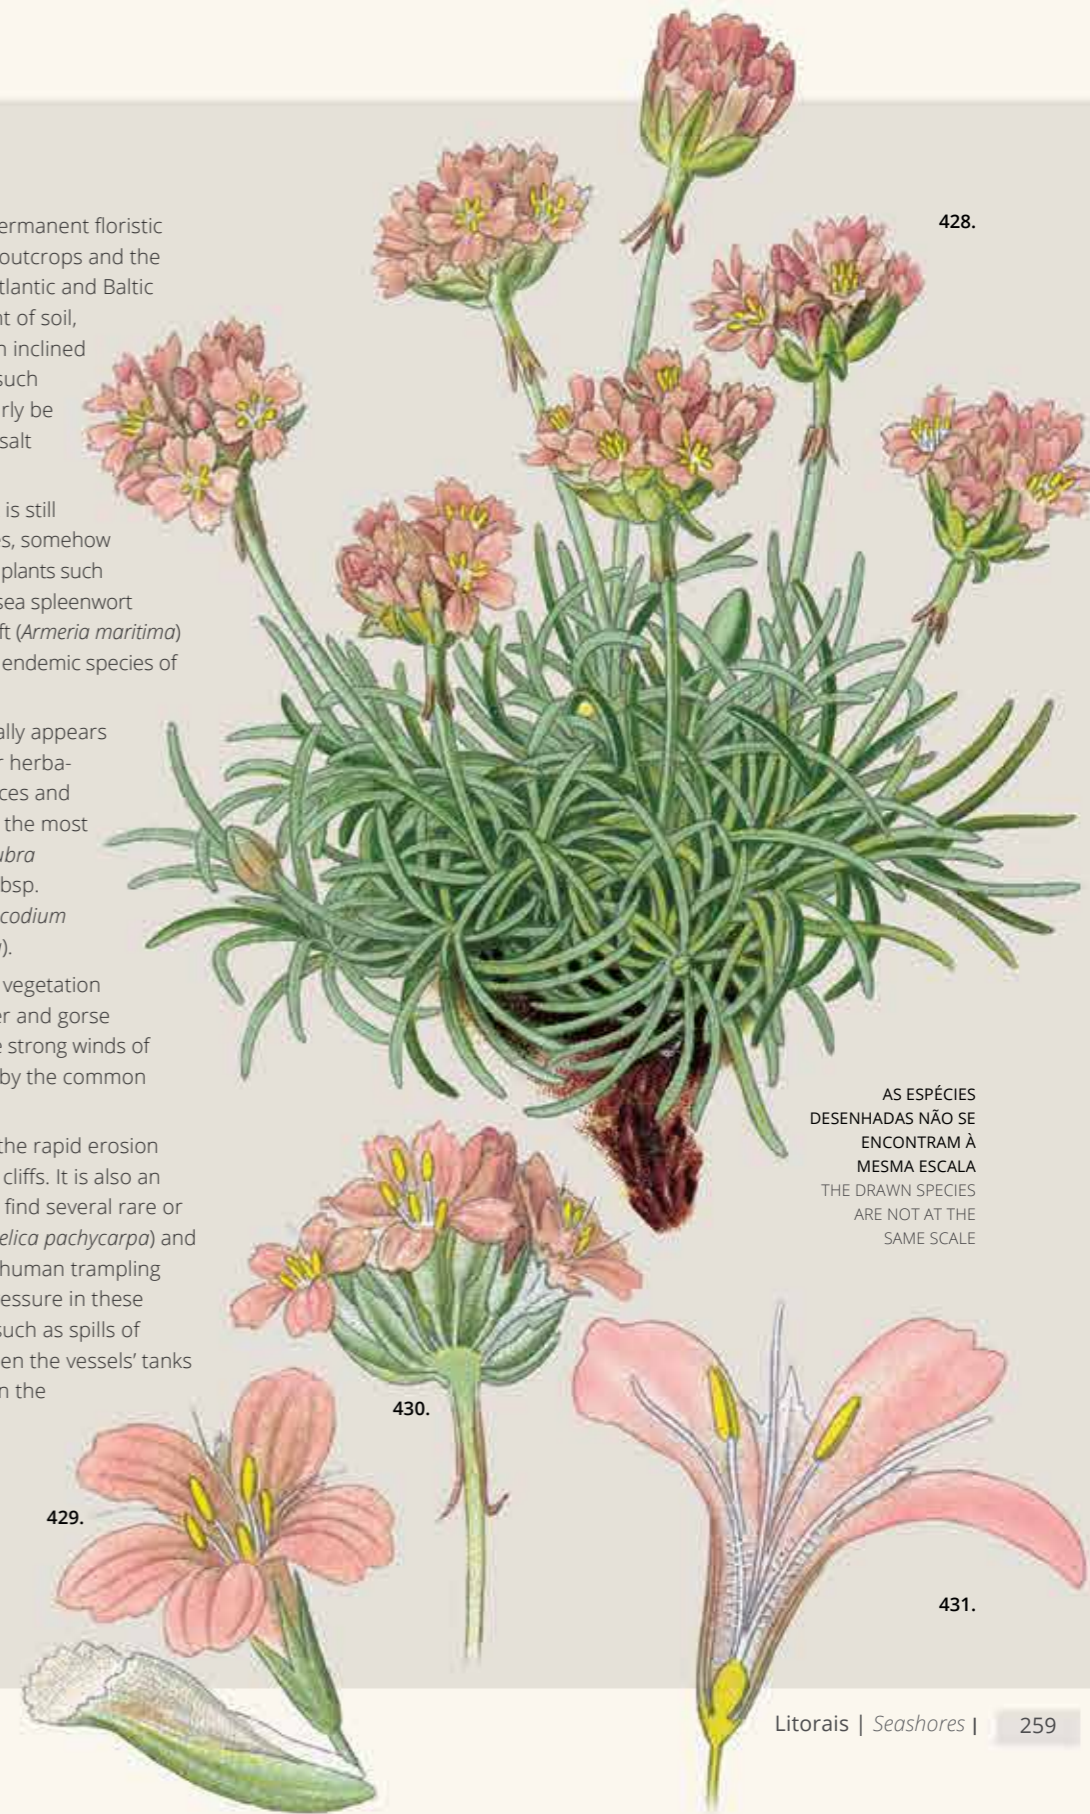 ermanent floristic
outcrops and the
tlantic and Baltic
nt of soil,
n inclined
such
rly be
salt
is still
es, somehow
plants such
sea spleenwort
ft (Armeria maritima)
endemic species of
ally appears
r herba-
ces and
the most
ubra
bsp.
codium
).
vegetation
er and gorse
e strong winds of
by the common
the rapid erosion
cliffs. It is also an
find several rare or
elica pachycarpa) and
human trampling
essure in these
such as spills of
en the vessels’ tanks
n the
428.
AS ESPÉCIES
DESENHADAS NÃO SE
ENCONTRAM À
MESMA ESCALA
THE DRAWN SPECIES
ARE NOT AT THE
SAME SCALE
430.
429.
431.
Litorais | Seashores | 259